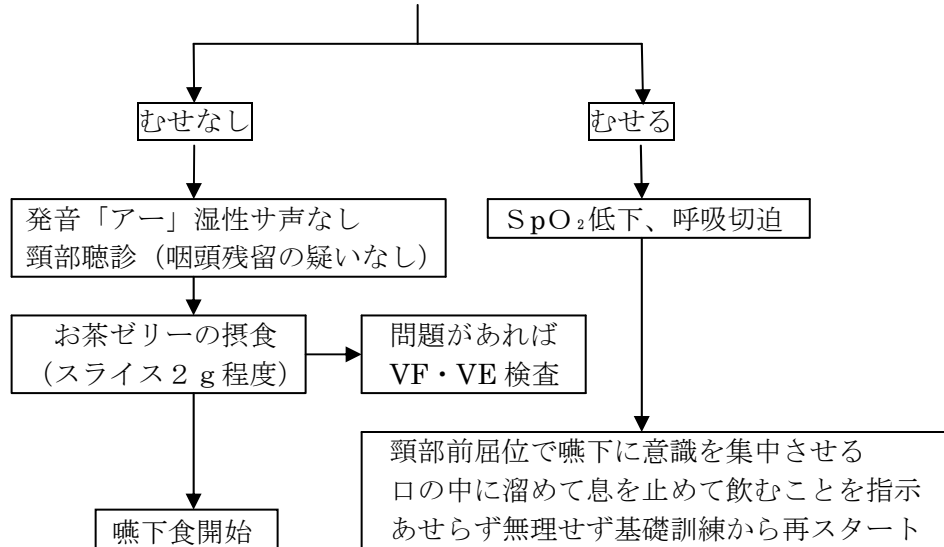 むせなし
むせる
発音「アー」湿性サ声なし
頸部聴診（咽頭残留の疑いなし）
ＳｐＯ₂低下、呼吸切迫
お茶ゼリーの摂食
（スライス２ｇ程度）
問題があれば
VF・VE 検査
嚥下食開始
頸部前屈位で嚥下に意識を集中させる
口の中に溜めて息を止めて飲むことを指示
あせらず無理せず基礎訓練から再スタート